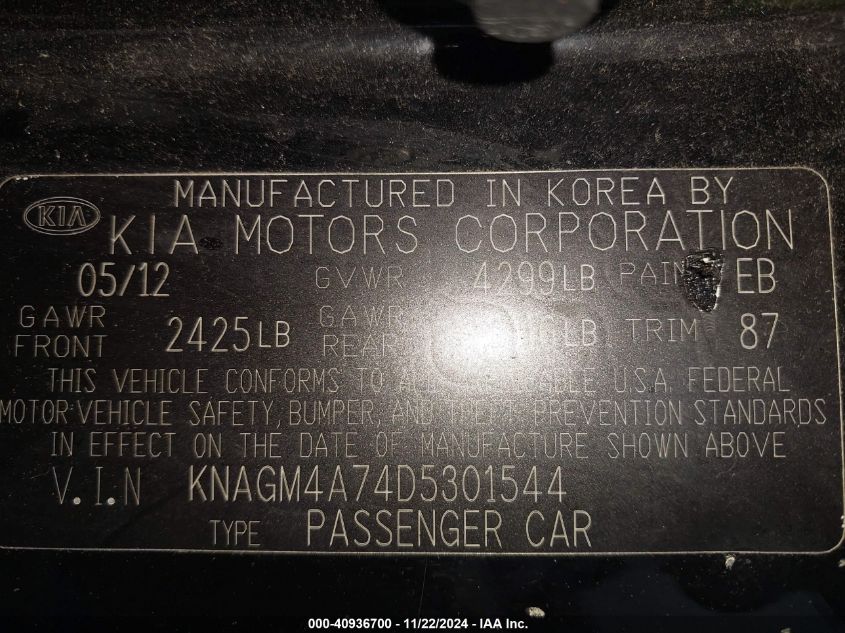 MANUFACTURED IN KOREA BY
KIA KIA MOTORS CORPORATION
05/12 GVWR 4299LB EB
GAWR FRONT 2425LB GAWR REAR LB TRIM 87
THIS VEHICLE CONFORMS TO U.S.A. FEDERAL
MOTOR VEHICLE SAFETY, BUMPER, AND THEFT PREVENTION STANDARDS
IN EFFECT ON THE DATE OF MANUFACTURE SHOWN ABOVE
V.I.N KNAGM4A74D5301544
TYPE PASSENGER CAR
000-40936700 - 11/22/2024 - IAA Inc.